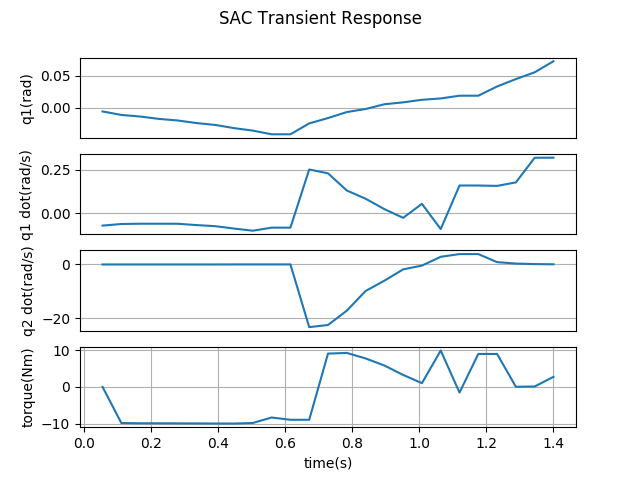 SAC Transient Response
q1(rad)
0.05
0.00
q1 dot(rad/s)
0.25
0.00
q2 dot(rad/s)
0
−20
torque(Nm)
10
0
−10
0.0 0.2 0.4 0.6 0.8 1.0 1.2 1.4
time(s)